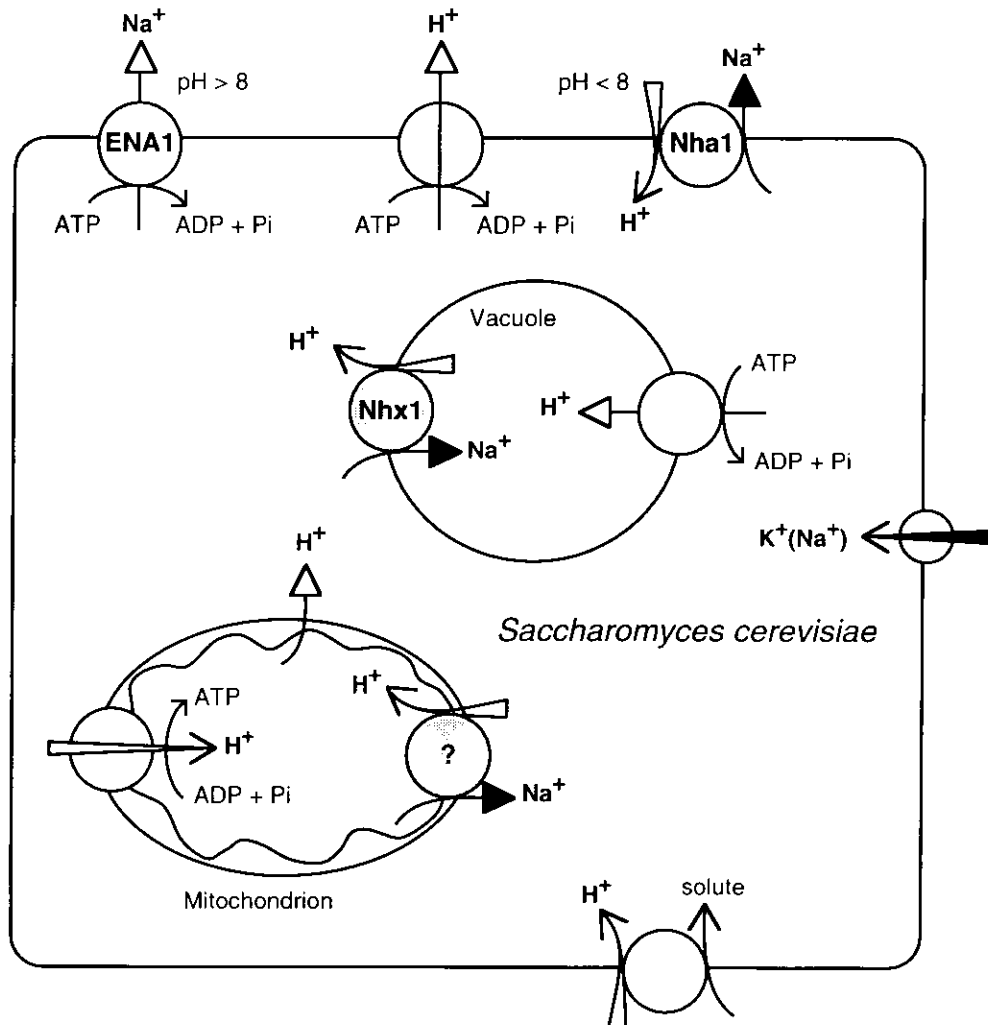 Na⁺
H⁺
Na⁺
pH > 8
pH < 8
ENA1
Nha1
ATP
ADP + Pi
ATP
ADP + Pi
H⁺
Vacuole
H⁺
ATP
H⁺
Nhx1
Na⁺
ADP + Pi
K⁺(Na⁺)
H⁺
Saccharomyces cerevisiae
H⁺
ATP
H⁺
?
ADP + Pi
Na⁺
Mitochondrion
H⁺
solute